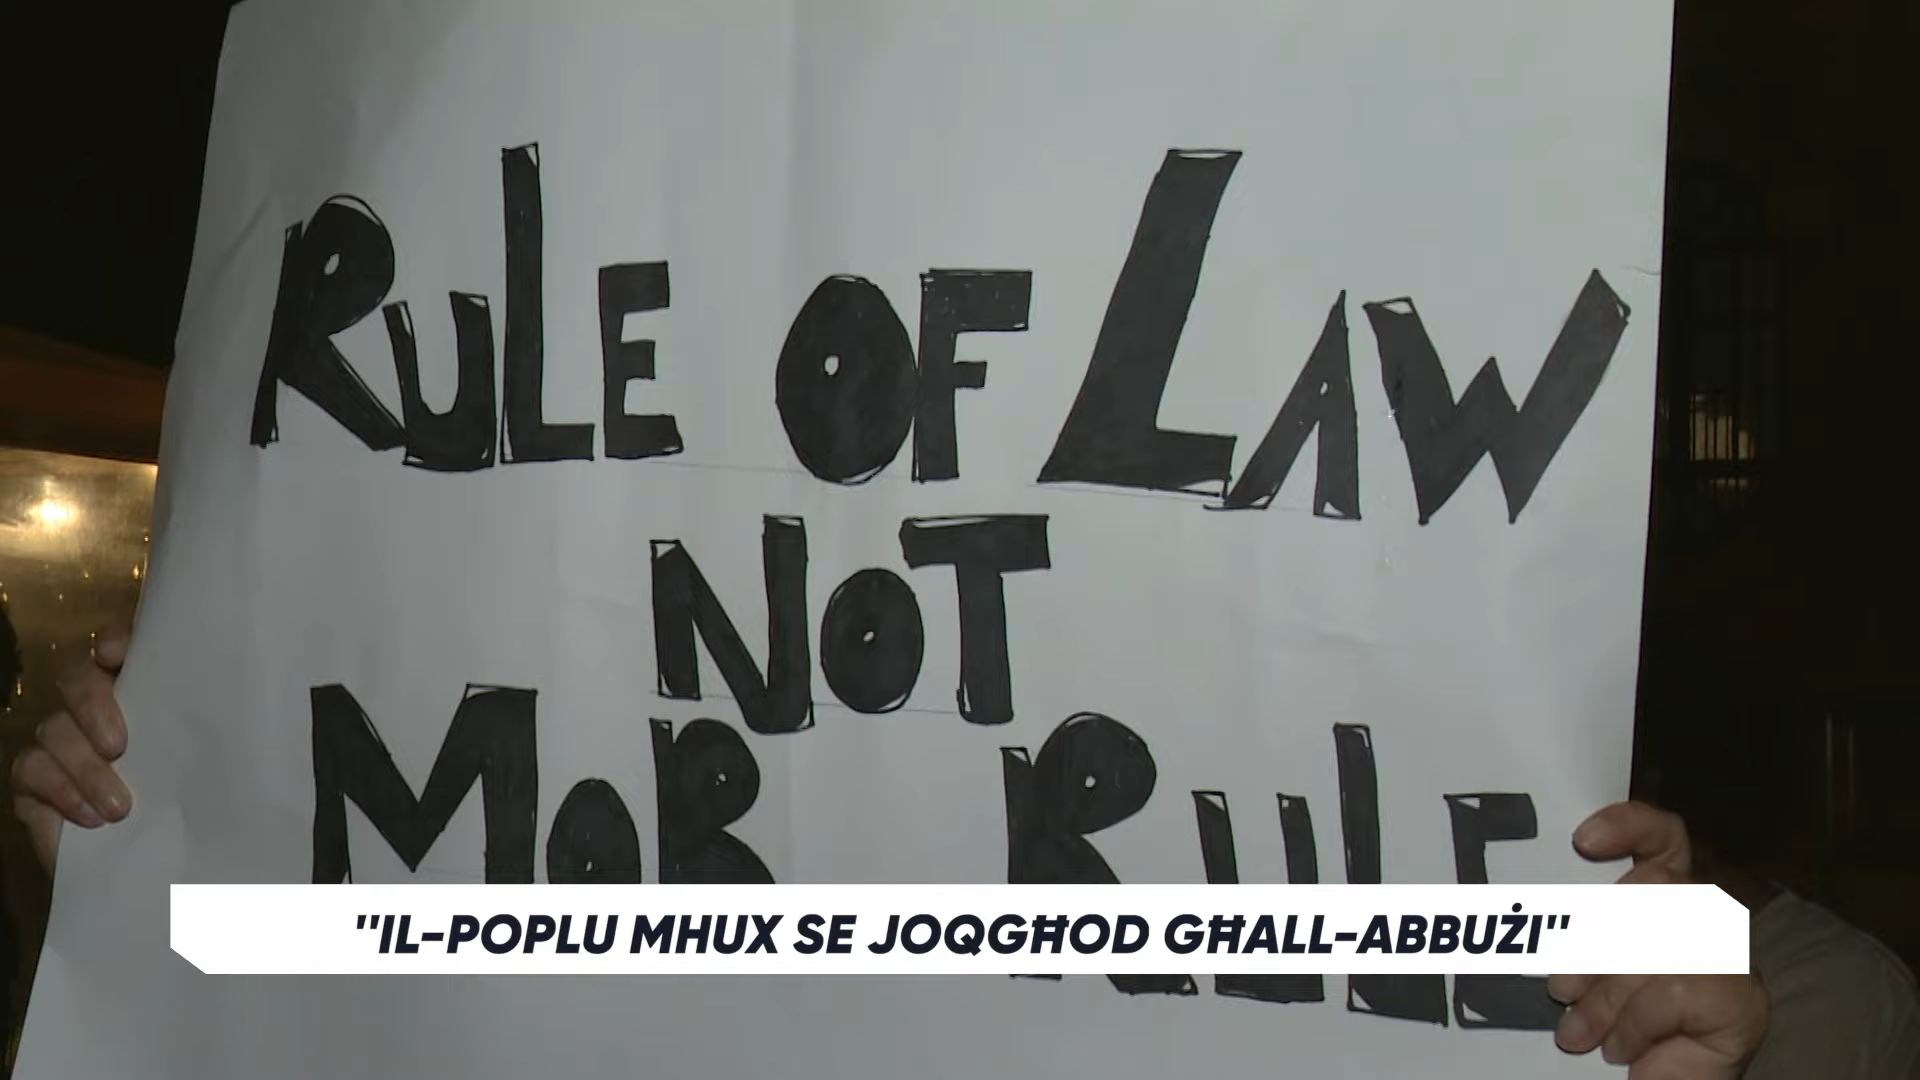 RULE OF LAW
NOT
MOB RULE
"IL-POPLU MHUX SE JOQGĦOD GĦALL-ABBUŻI"